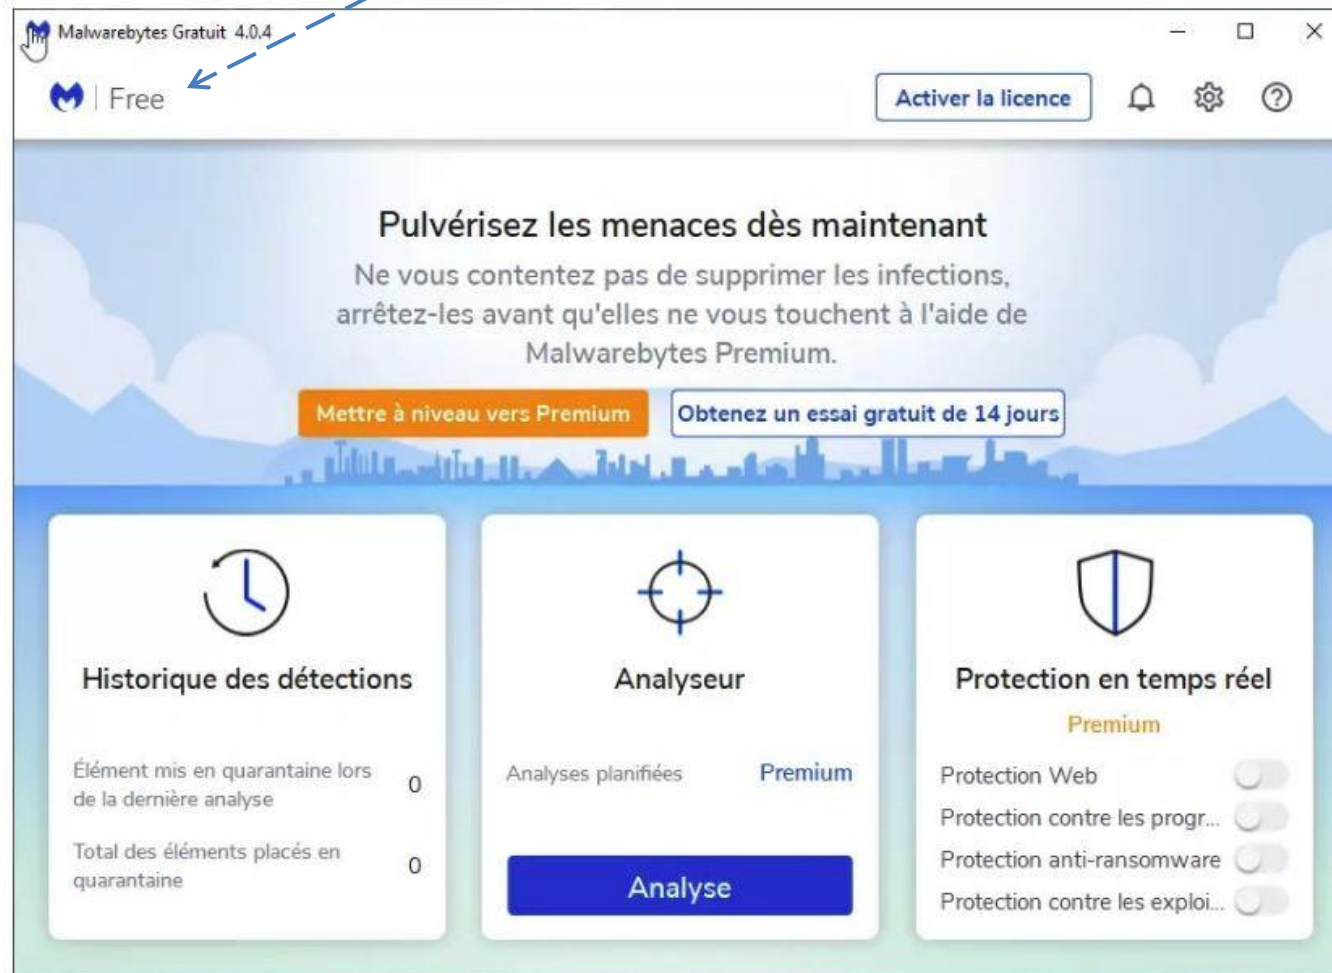 Malwarebytes Gratuit 4.0.4
Free
Activer la licence
Pulvérisez les menaces dès maintenant
Ne vous contentez pas de supprimer les infections,
arrêtez-les avant qu'elles ne vous touchent à l'aide de
Malwarebytes Premium.
Mettre à niveau vers Premium
Obtenez un essai gratuit de 14 jours
Historique des détections
Élément mis en quarantaine lors
de la dernière analyse
0
Total des éléments placés en
quarantaine
0
Analyseur
Analyses planifiées Premium
Analyse
Protection en temps réel
Premium
Protection Web
Protection contre les progr...
Protection anti-ransomware
Protection contre les exploi...